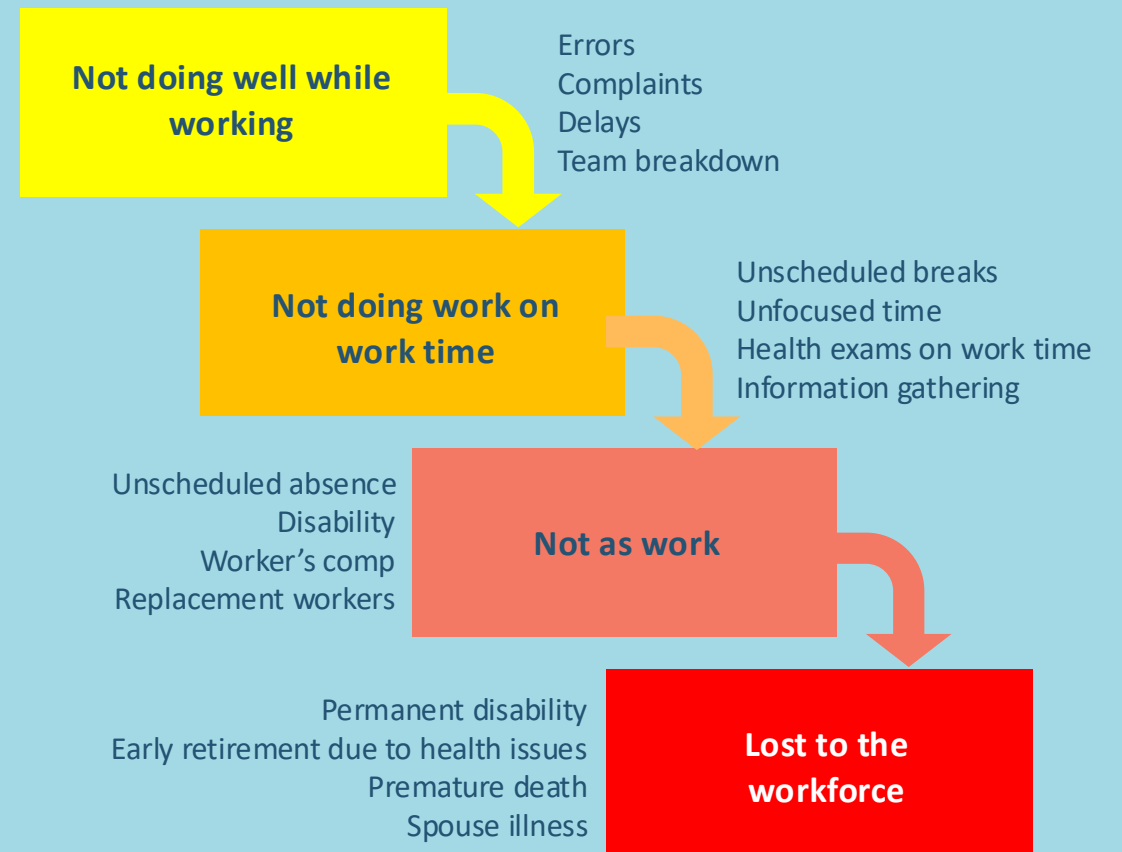 Not doing well while
working
Errors
Complaints
Delays
Team breakdown
Not doing work on
work time
Unscheduled breaks
Unfocused time
Health exams on work time
Information gathering
Unscheduled absence
Disability
Worker’s comp
Replacement workers
Not as work
Permanent disability
Early retirement due to health issues
Premature death
Spouse illness
Lost to the
workforce